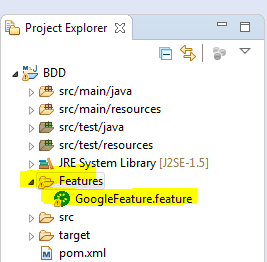 Project Explorer
BDD
src/main/java
src/main/resources
src/test/java
src/test/resources
JRE System Library [J2SE-1.5]
Features
GoogleFeature.feature
src
target
pom.xml